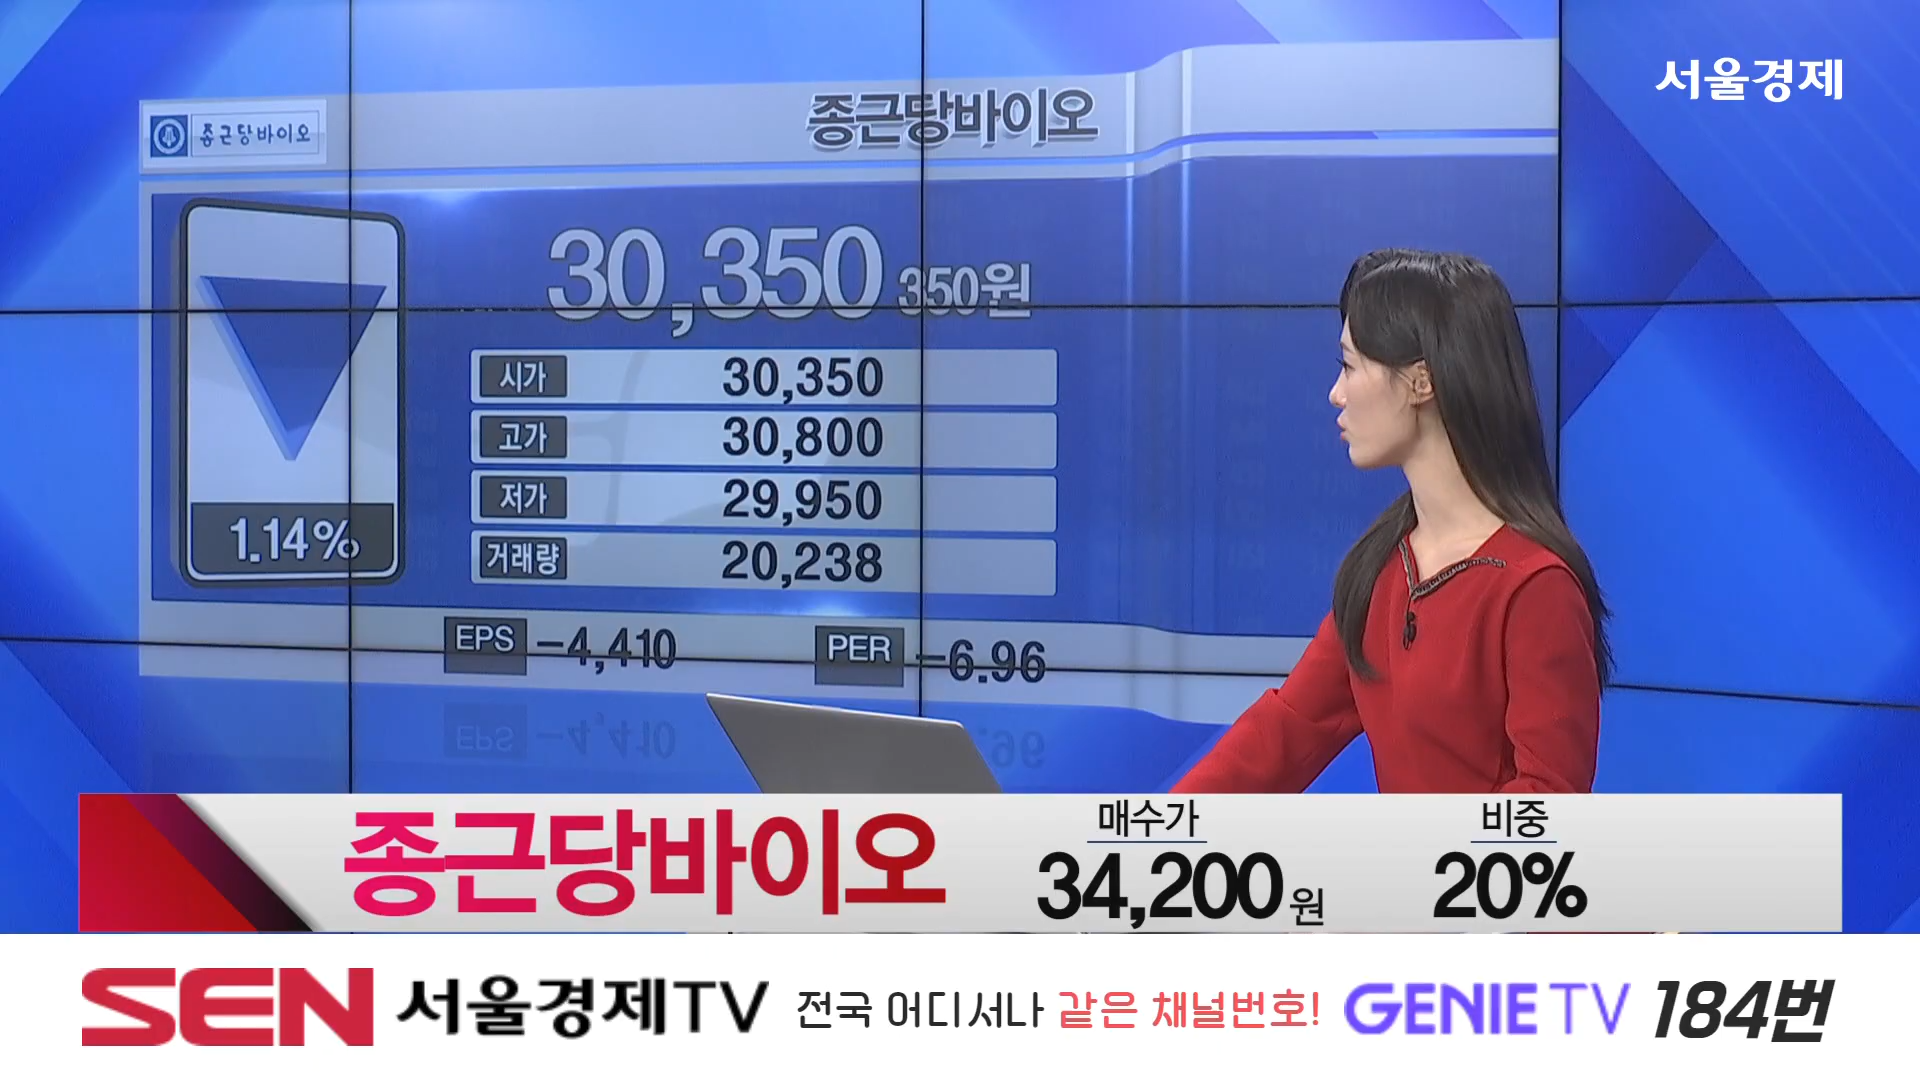 서울경제
종근당바이오
종근당바이오
30,350 350원
1.14%
시가 30,350
고가 30,800
저가 29,950
거래량 20,238
EPS -4,410 PER -6.96
EPS -4,410 .96
종근당바이오
매수가
34,200원
비중
20%
SEN 서울경제TV 전국 어디서나 같은 채널번호! GENIE TV 184번